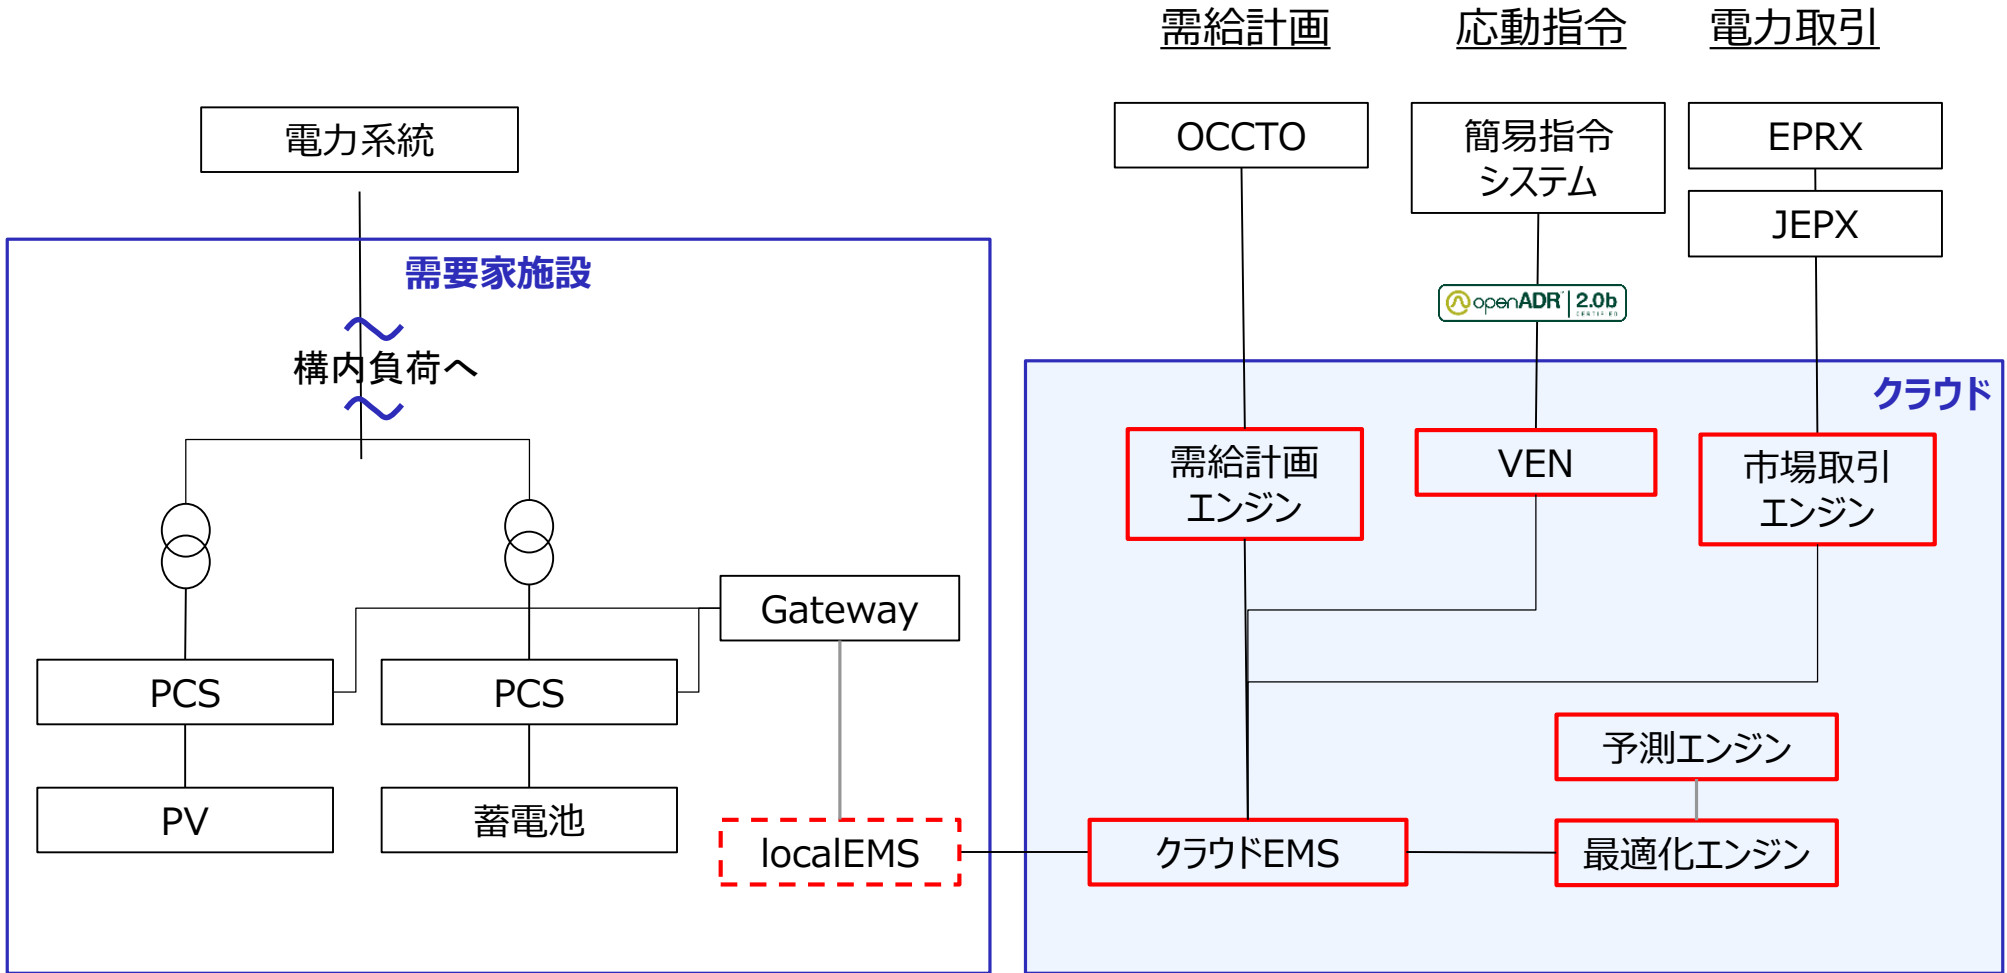 需給計画
応動指令
電力取引
電力系統
OCCTO
簡易指令
システム
EPRX
JEPX
需要家施設
openADR 2.0b
CERTIFIED
構内負荷へ
クラウド
需給計画
エンジン
VEN
市場取引
エンジン
Gateway
PCS
PCS
予測エンジン
PV
蓄電池
localEMS
クラウドEMS
最適化エンジン